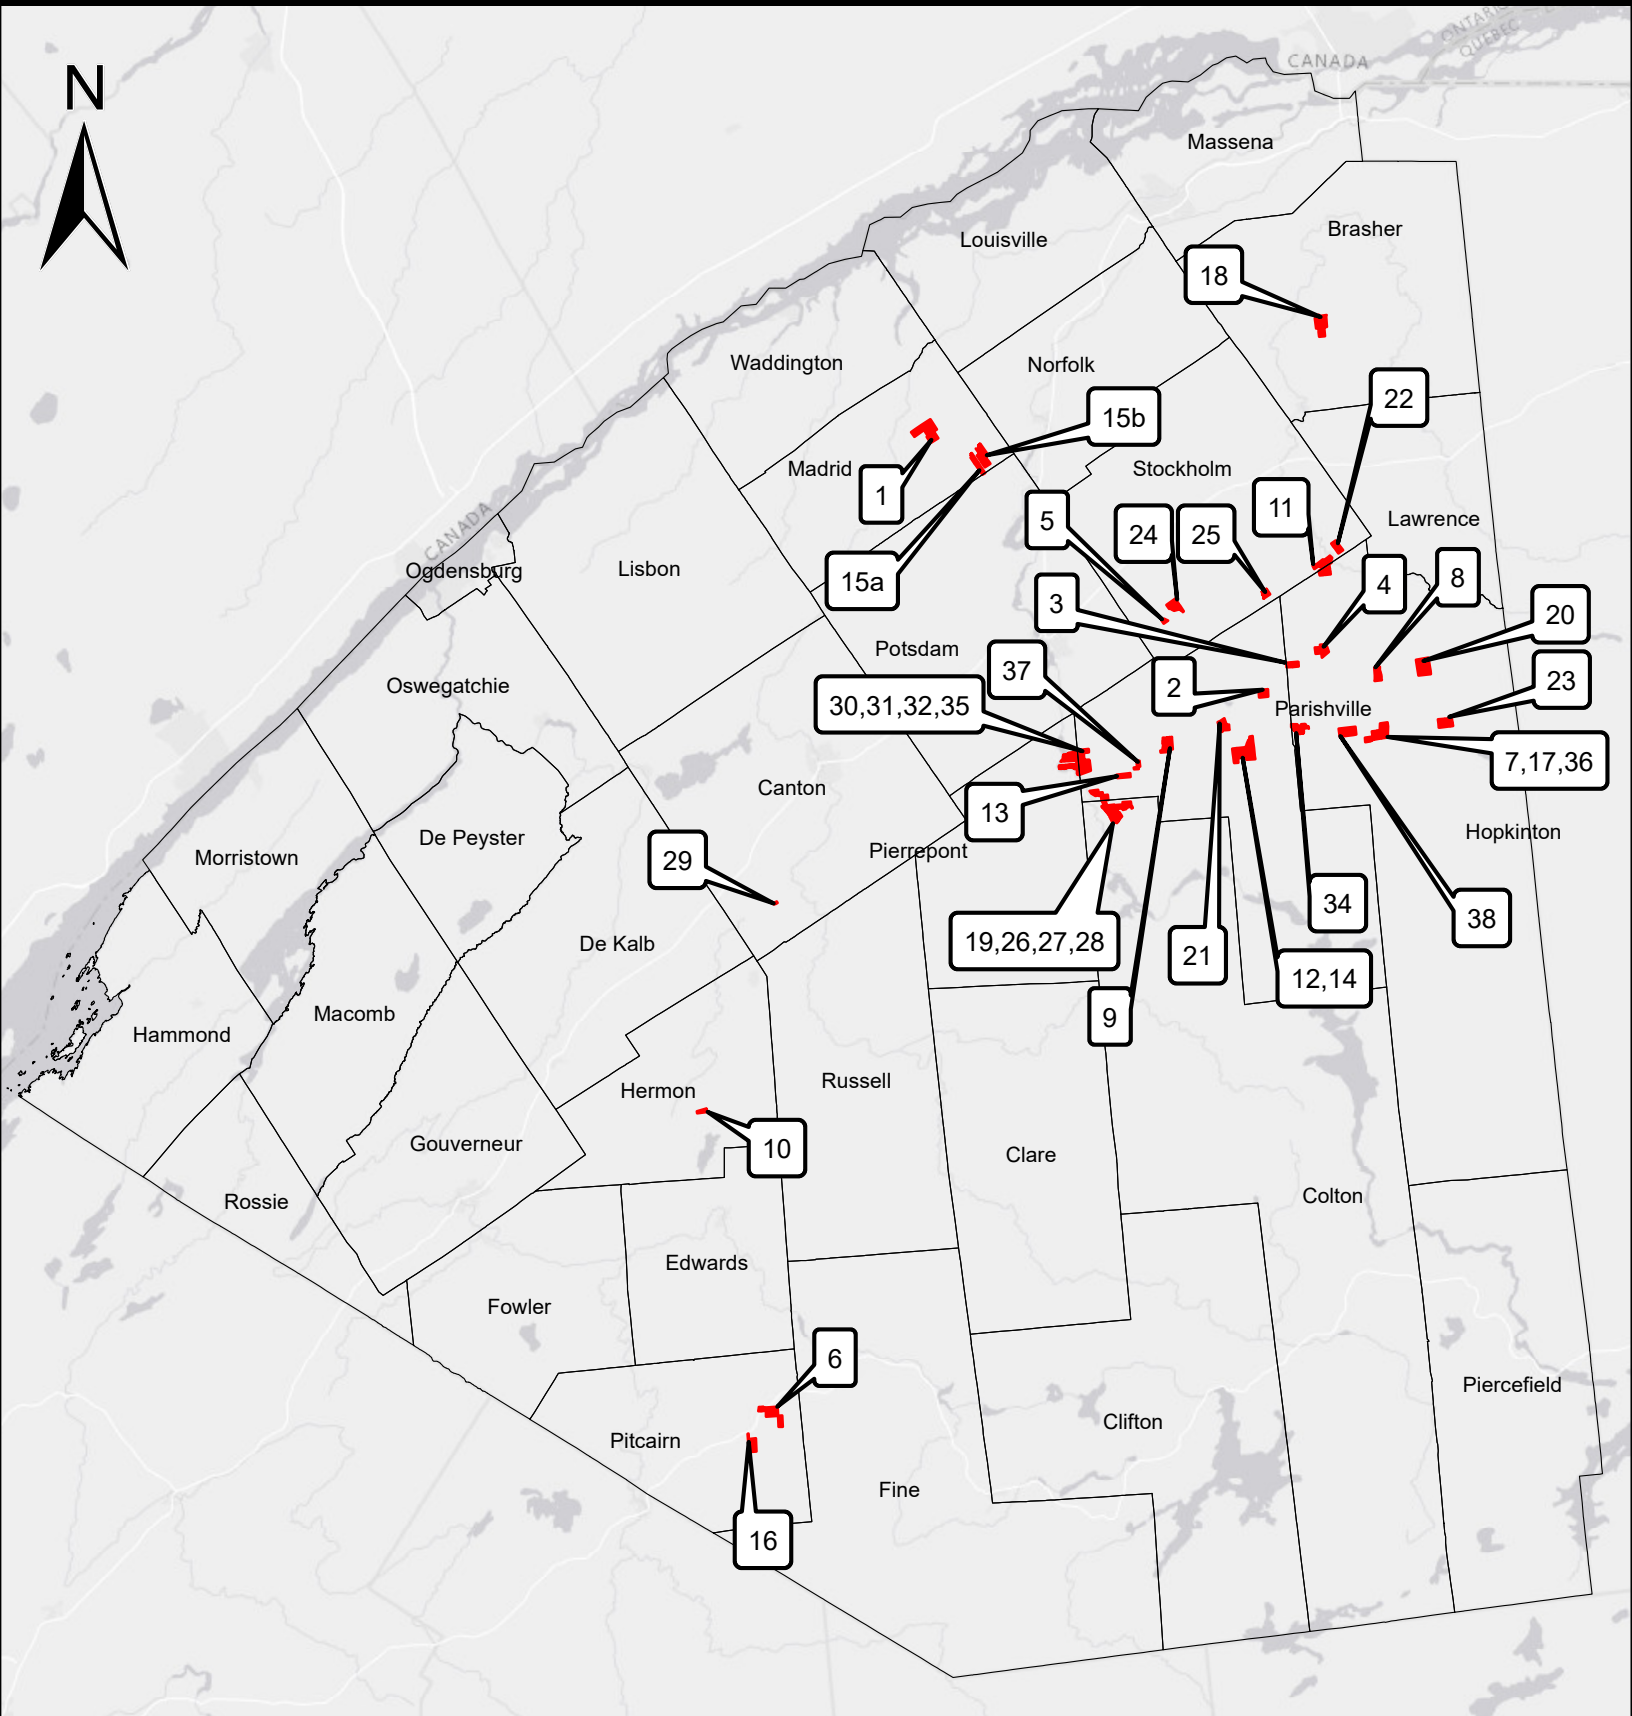 ONTARIO
QUEBEC
CANADA
N
Massena
Brasher
Louisville
18
Waddington
Norfolk
22
15b
Madrid
Stockholm
1
5
11
24
25
Lawrence
CANADA
Ogdensburg
Lisbon
15a
4
8
3
20
Potsdam
37
Oswegatchie
2
23
30,31,32,35
Parishville
7,17,36
Canton
13
De Peyster
Hopkinton
Morristown
Pierrepont
29
34
38
De Kalb
19,26,27,28
21
12,14
9
Macomb
Hammond
Russell
Hermon
10
Gouverneur
Clare
Rossie
Colton
Edwards
Fowler
6
Piercefield
Pitcairn
Clifton
Fine
16